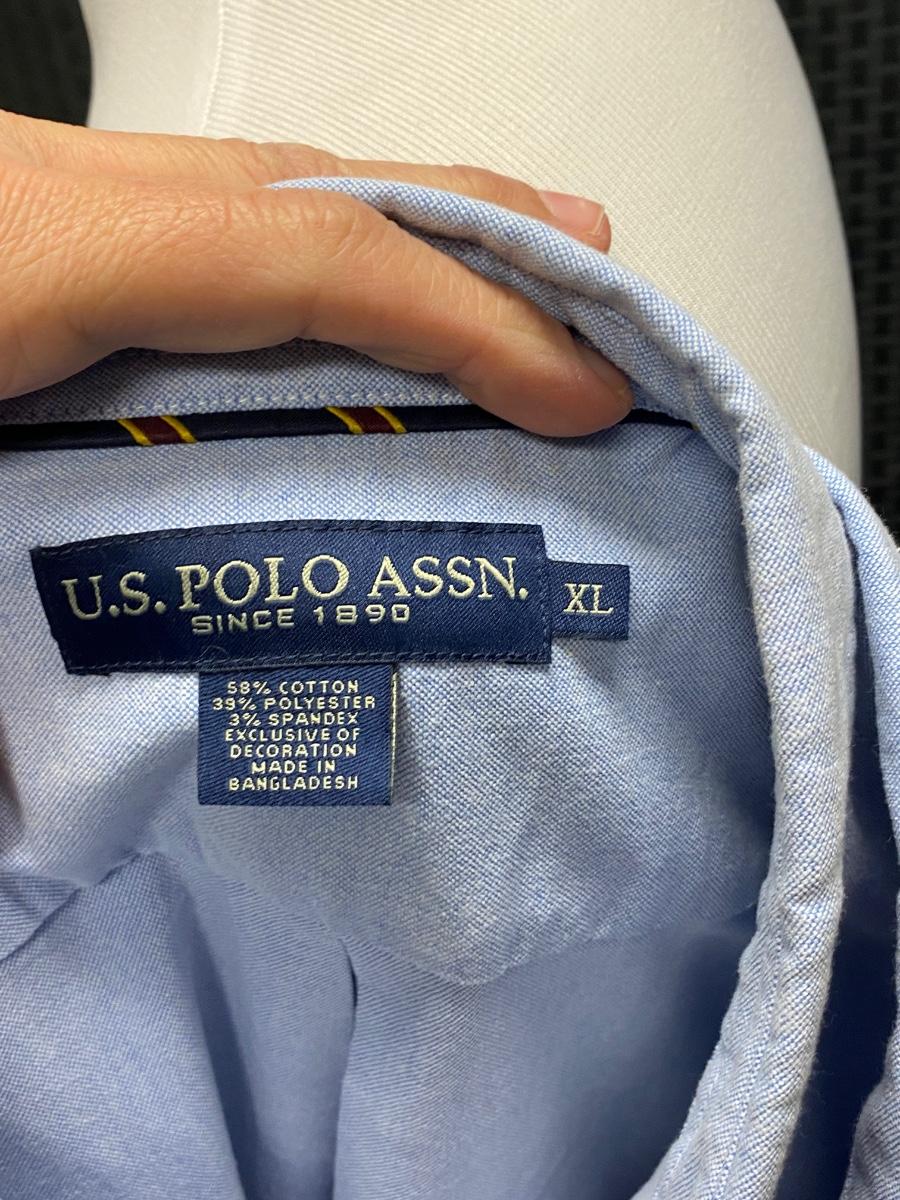 U.S. POLO ASSN.
SINCE 1890
XL
58% COTTON
39% POLYESTER
3% SPANDEX
EXCLUSIVE OF
DECORATION
MADE IN
BANGLADESH